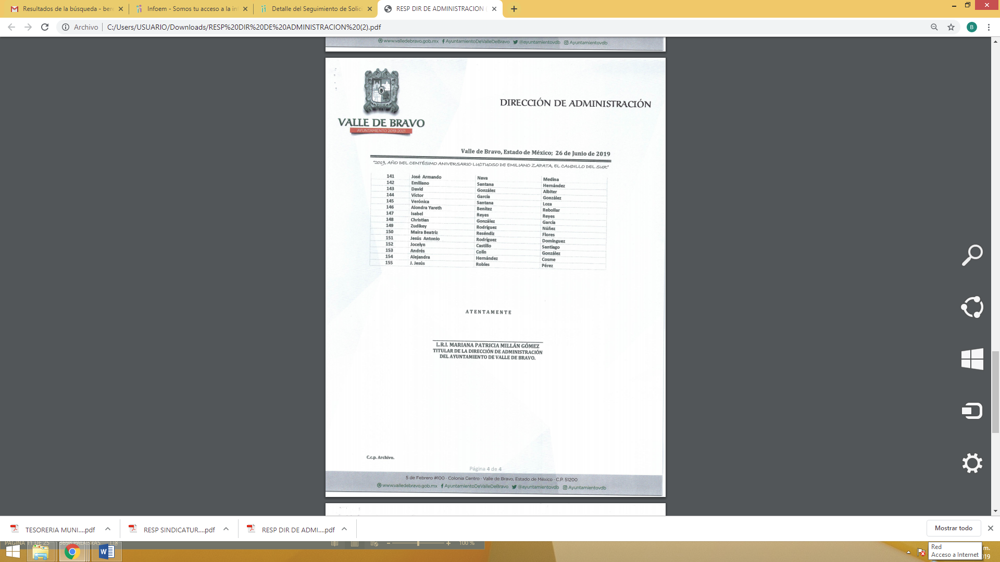 Resultados de la búsqueda - ber
Infoem - Somos tu acceso a la in
Detalle del Seguimiento de Solic
RESP DIR DE ADMINISTRACION (
Archivo
C:/Users/USUARIO/Downloads/RESP%20DIR%20DE%20ADMINISTRACION%20(2).pdf
B
www.valledebravo.gob.mx AyuntamientoDeValleDeBravo @ayuntamientovdb Ayuntamientovdb
DIRECCIÓN DE ADMINISTRACIÓN
VALLE DE BRAVO
AYUNTAMIENTO 2019-2021
Valle de Bravo, Estado de México; 26 de Junio de 2019
"2019, AÑO DEL CENTÉSIMO ANIVERSARIO LUCTUOSO DE EMILIANO ZAPATA, EL CAUDILLO DEL SUR"
141 José Armando Nava Medina
142 Emiliano Santana Hernández
143 David González Albiter
144 Víctor García González
145 Verónica Santana Loza
146 Alondra Yareth Benítez Rebollar
147 Isabel Reyes Reyes
148 Christian González García
149 Zudikey Rodríguez Núñez
150 Maira Beatriz Reséndiz Flores
151 Jesús Antonio Rodríguez Domínguez
152 Jocelyn Castillo Santiago
153 Andrés Colín González
154 Alejandra Hernández Cosme
155 J. Jesús Robles Pérez
ATENTAMENTE
L.R.I. MARIANA PATRICIA MILLÁN GÓMEZ
TITULAR DE LA DIRECCIÓN DE ADMINISTRACIÓN
DEL AYUNTAMIENTO DE VALLE DE BRAVO.
C.c.p. Archivo.
Página 4 de 4
5 de Febrero #100 · Colonia Centro · Valle de Bravo, Estado de México · C.P. 51200
www.valledebravo.gob.mx AyuntamientoDeValleDeBravo @ayuntamientovdb Ayuntamientovdb
TESORERIA MUNI....pdf
RESP SINDICATUR....pdf
RESP DIR DE ADMI....pdf
Mostrar todo
PÁGINA 11 DE 25
PALABRAS
100 %
Red
Acceso a Internet
m.
19